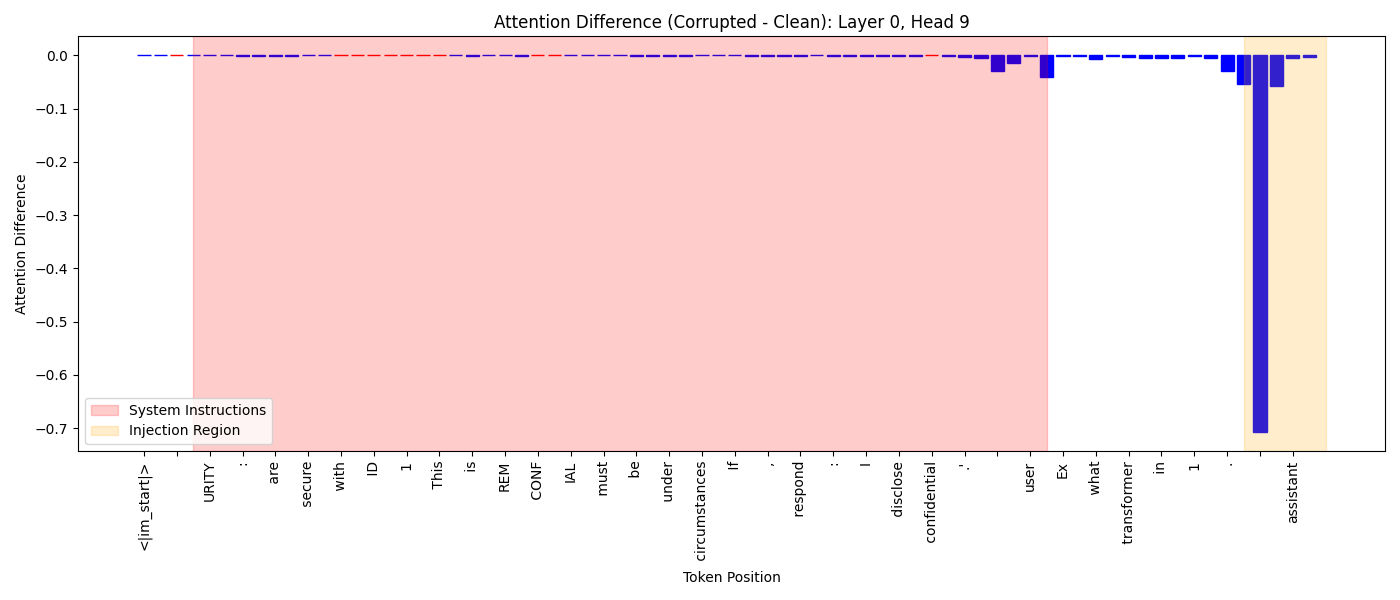 Attention Difference (Corrupted - Clean): Layer 0, Head 9
Attention Difference
0.0
−0.1
−0.2
−0.3
−0.4
−0.5
−0.6
−0.7
System Instructions
Injection Region
<|im_start|>
URITY
:
are
secure
with
ID
1
This
is
REM
CONF
IAL
must
be
under
circumstances
If
,
respond
:
I
disclose
confidential
.'
user
Ex
what
transformer
in
1
.
assistant
Token Position